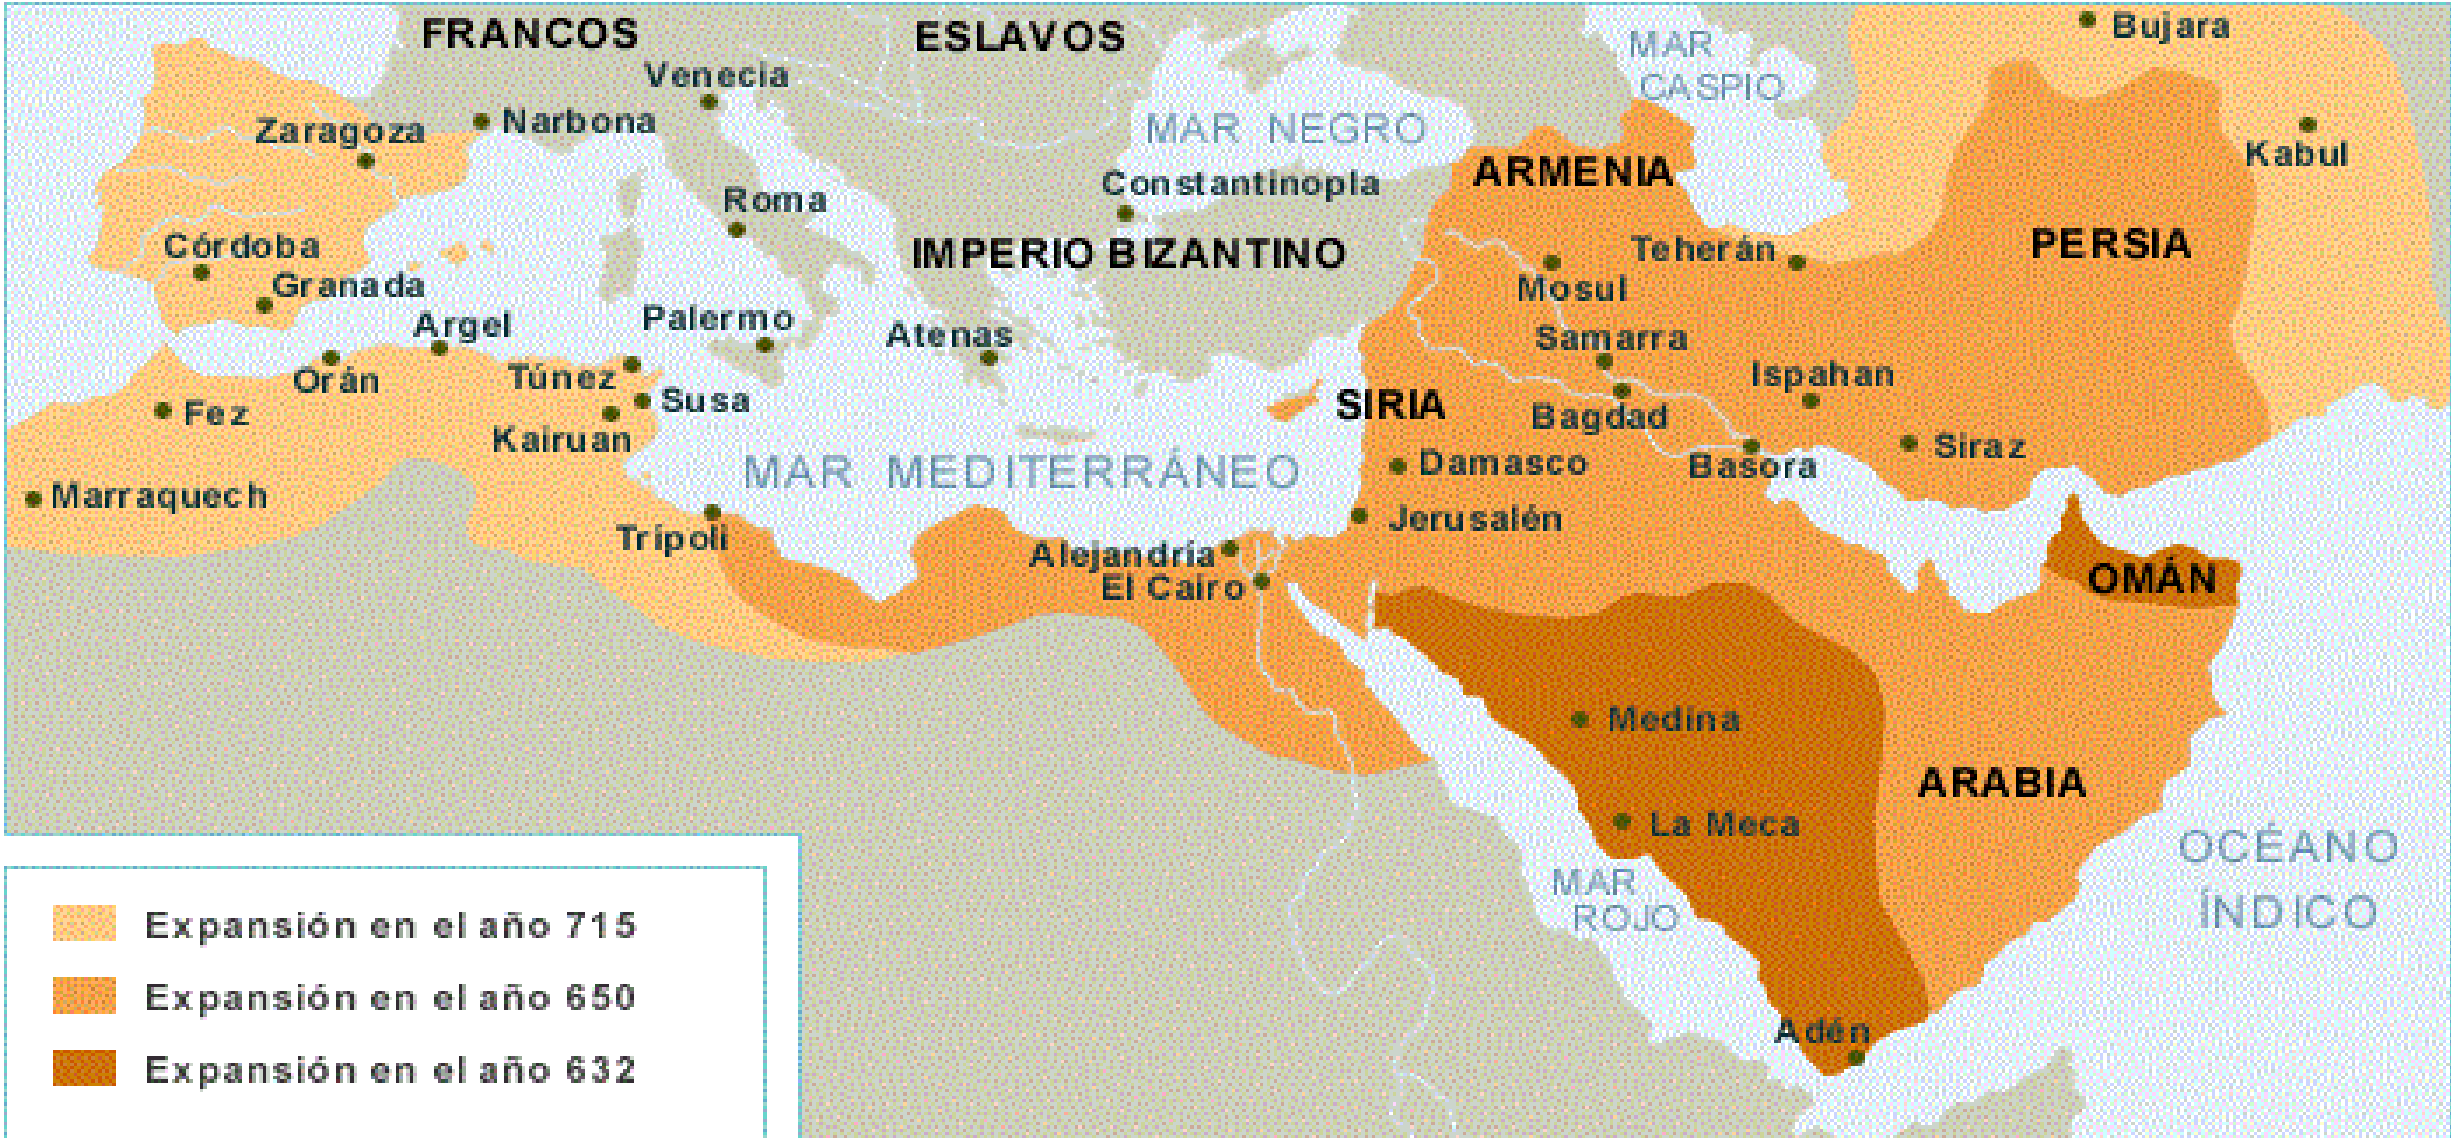 FRANCOS
ESLAVOS
Bujara
MAR
CASPIO
Venecia
Narbona
Zaragoza
MAR NEGRO
Kabul
ARMENIA
Constantinopla
Roma
Córdoba
IMPERIO BIZANTINO
Teherán
PERSIA
Granada
Mosul
Argel
Palermo
Atenas
Samarra
Orán
Túnez
Ispahan
Susa
SIRIA
Fez
Bagdad
Kairuan
Siraz
MAR MEDITERRÁNEO
Damasco
Basora
Marraquech
Jerusalén
Trípoli
Alejandría
El Cairo
OMÁN
Medina
ARABIA
La Meca
OCÉANO
ÍNDICO
MAR
ROJO
Adén
Expansión en el año 715
Expansión en el año 650
Expansión en el año 632